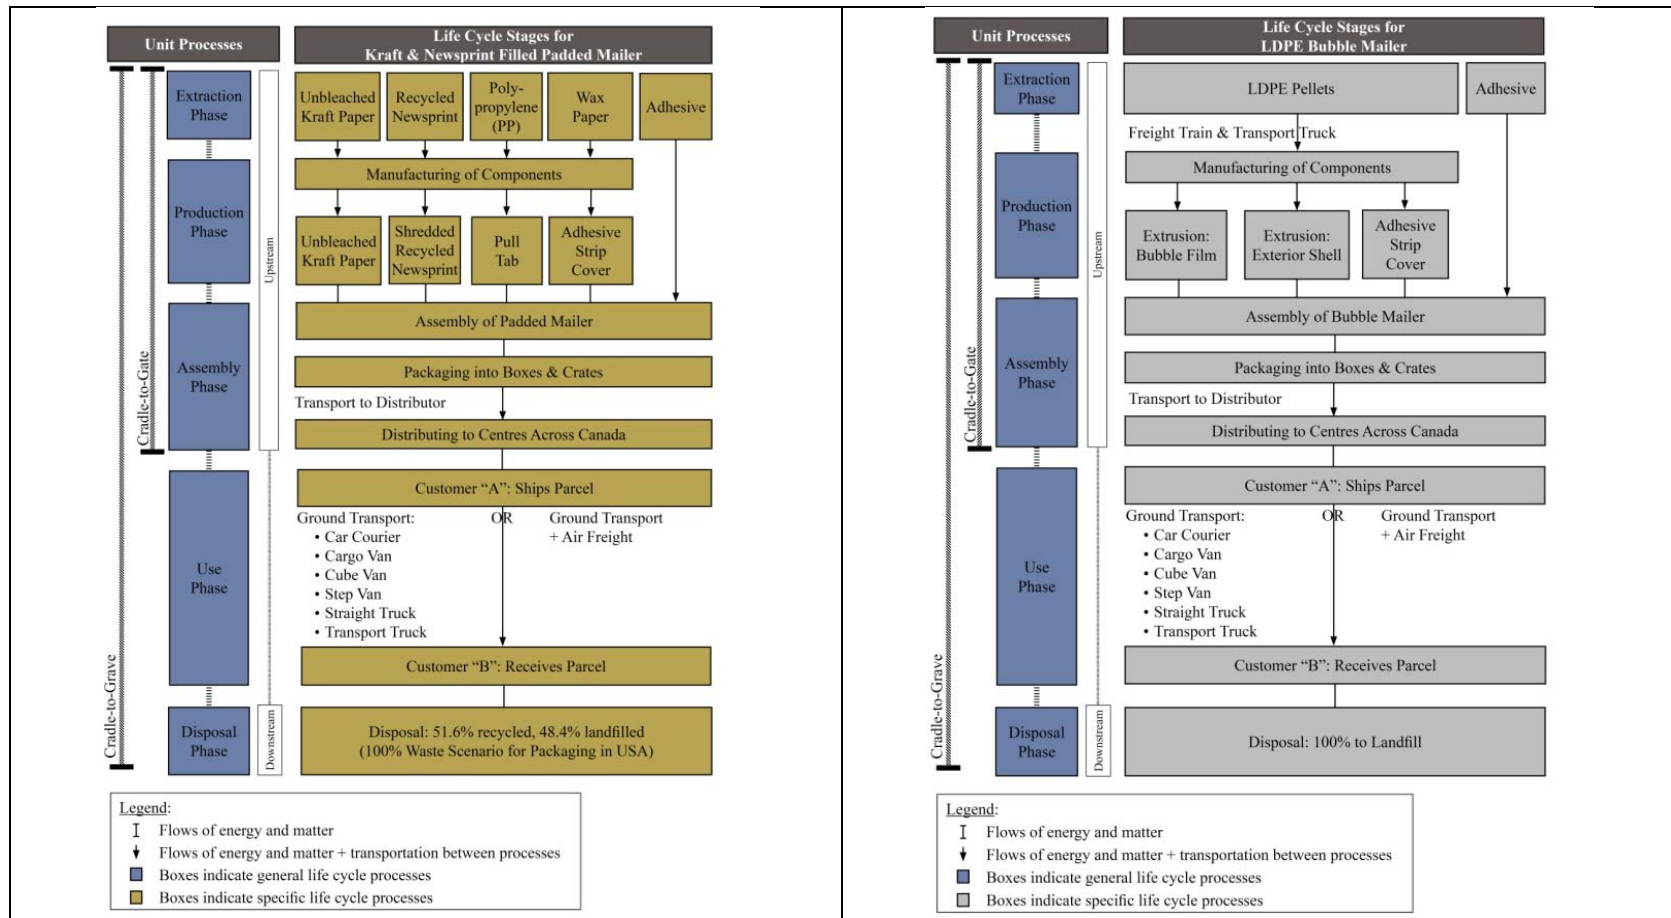 Unit Processes
Life Cycle Stages for
Kraft & Newsprint Filled Padded Mailer
Cradle-to-Grave
Cradle-to-Gate
Extraction
Phase
Production
Phase
Assembly
Phase
Use
Phase
Disposal
Phase
Upstream
Downstream
Unbleached
Kraft Paper
Recycled
Newsprint
Poly-
propylene
(PP)
Wax
Paper
Adhesive
Manufacturing of Components
Unbleached
Kraft Paper
Shredded
Recycled
Newsprint
Pull
Tab
Adhesive
Strip
Cover
Assembly of Padded Mailer
Packaging into Boxes & Crates
Transport to Distributor
Distributing to Centres Across Canada
Customer “A”: Ships Parcel
Ground Transport:
• Car Courier
• Cargo Van
• Cube Van
• Step Van
• Straight Truck
• Transport Truck
OR
Ground Transport
+ Air Freight
Customer “B”: Receives Parcel
Disposal: 51.6% recycled, 48.4% landfilled
(100% Waste Scenario for Packaging in USA)
Legend:
Flows of energy and matter
Flows of energy and matter + transportation between processes
Boxes indicate general life cycle processes
Boxes indicate specific life cycle processes
Unit Processes
Life Cycle Stages for
LDPE Bubble Mailer
Cradle-to-Grave
Cradle-to-Gate
Extraction
Phase
Production
Phase
Assembly
Phase
Use
Phase
Disposal
Phase
Upstream
Downstream
LDPE Pellets
Adhesive
Freight Train & Transport Truck
Manufacturing of Components
Extrusion:
Bubble Film
Extrusion:
Exterior Shell
Adhesive
Strip
Cover
Assembly of Bubble Mailer
Packaging into Boxes & Crates
Transport to Distributor
Distributing to Centres Across Canada
Customer “A”: Ships Parcel
Ground Transport:
• Car Courier
• Cargo Van
• Cube Van
• Step Van
• Straight Truck
• Transport Truck
OR
Ground Transport
+ Air Freight
Customer “B”: Receives Parcel
Disposal: 100% to Landfill
Legend:
Flows of energy and matter
Flows of energy and matter + transportation between processes
Boxes indicate general life cycle processes
Boxes indicate specific life cycle processes